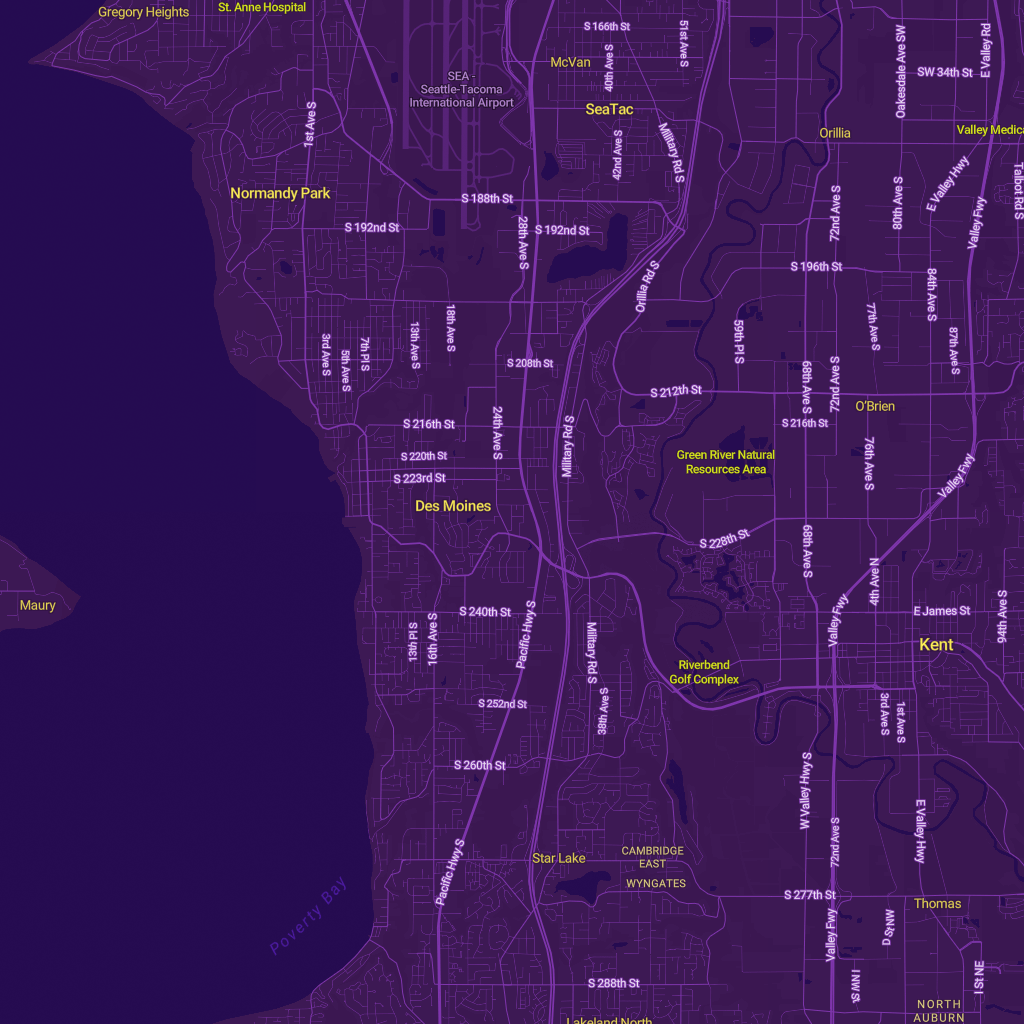 St. Anne Hospital
Gregory Heights
S 166th St
51st Ave S
Oakesdale Ave SW
E Valley Rd
McVan
40th Ave S
SW 34th St
SEA -
Seattle-Tacoma
International Airport
SeaTac
1st Ave S
Military Rd S
42nd Ave S
Orillia
Valley Medica
E Valley Hwy
Talbot Rd S
Normandy Park
S 188th St
72nd Ave S
80th Ave S
Valley Fwy
S 192nd St
28th Ave S
S 192nd St
S 196th St
Orillia Rd S
84th Ave S
18th Ave S
77th Ave S
3rd Ave S
5th Ave S
7th Pl S
13th Ave S
59th Pl S
87th Ave S
S 208th St
68th Ave S
72nd Ave S
S 212th St
O'Brien
S 216th St
24th Ave S
Military Rd S
S 216th St
S 220th St
Green River Natural
Resources Area
76th Ave S
S 223rd St
Valley Fwy
Des Moines
S 228th St
68th Ave S
4th Ave N
Maury
S 240th St
E James St
94th Ave S
13th Pl S
16th Ave S
Pacific Hwy S
Military Rd S
Valley Fwy
Kent
Riverbend
Golf Complex
S 252nd St
38th Ave S
3rd Ave S
1st Ave S
S 260th St
W Valley Hwy S
E Valley Hwy
72nd Ave S
Pacific Hwy S
Star Lake
CAMBRIDGE
EAST
WYNGATES
S 277th St
Thomas
Poverty Bay
Valley Fwy
D St NW
S 288th St
I NW St
I St NE
NORTH
AUBURN
Lakeland North